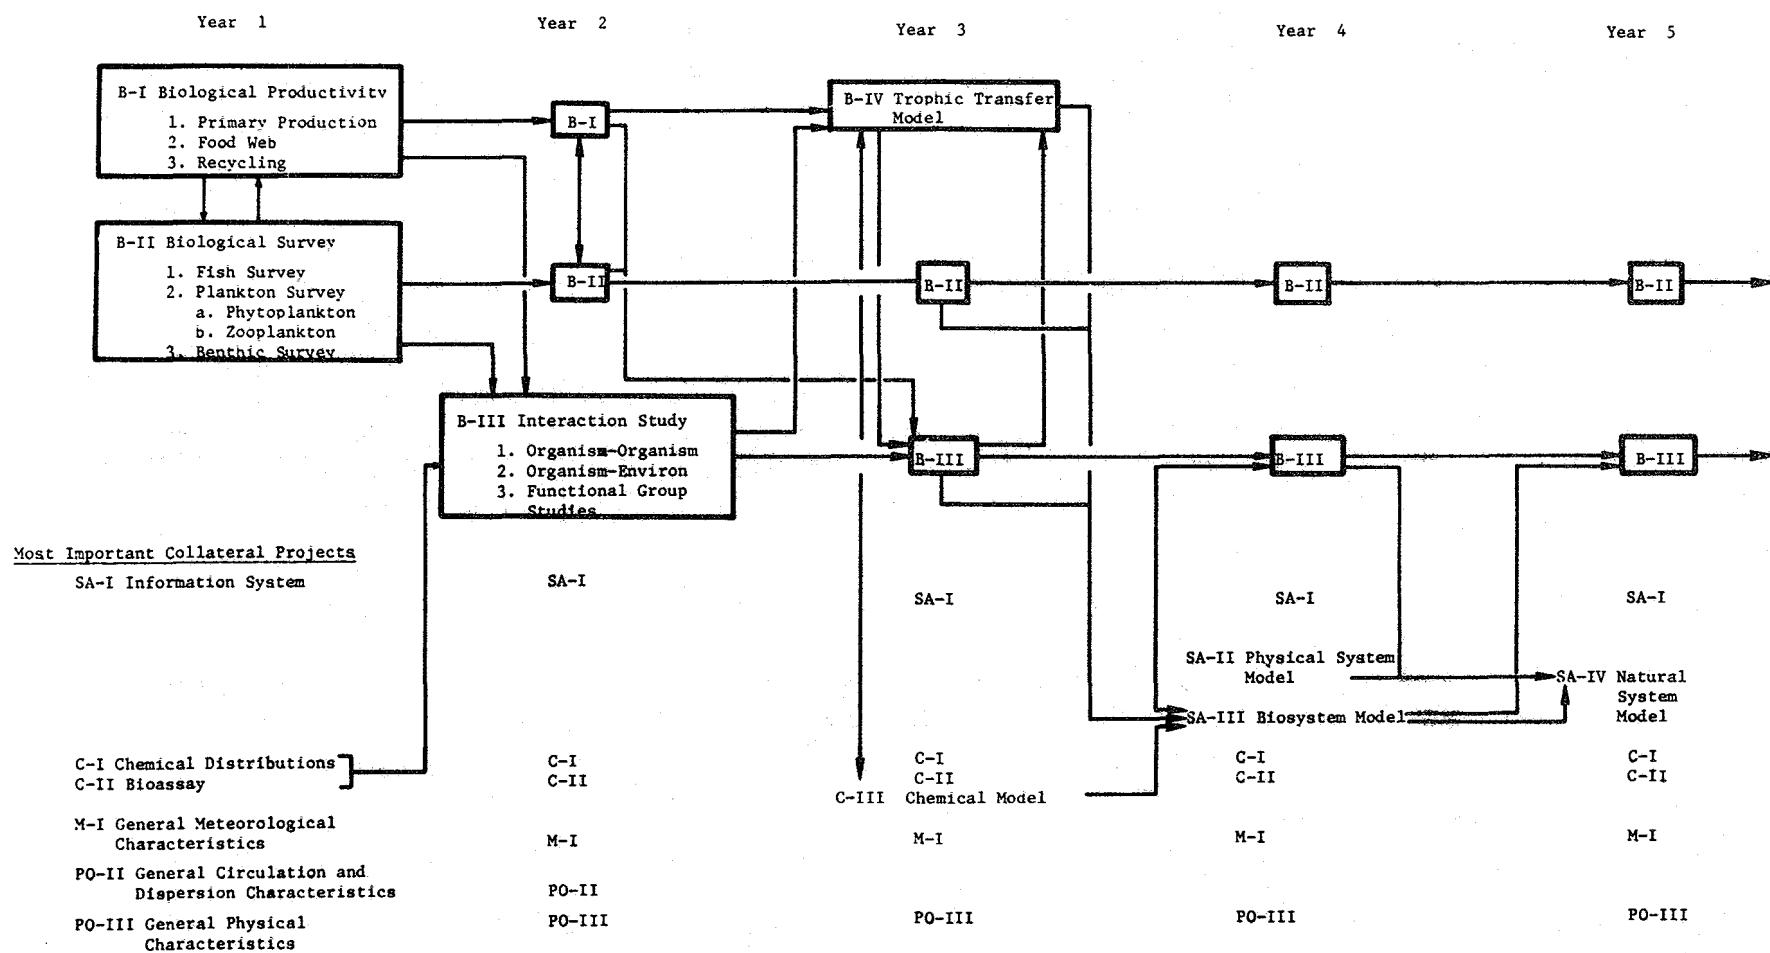 Year 1
Year 2
Year 3
Year 4
Year 5
B-I Biological Productivity
1. Primary Production
2. Food Web
3. Recycling
B-I
B-IV Trophic Transfer
Model
B-II Biological Survey
1. Fish Survey
2. Plankton Survey
a. Phytoplankton
b. Zooplankton
3. Benthic Survey
B-II
B-II
B-II
B-II
B-III Interaction Study
1. Organism-Organism
2. Organism-Environ
3. Functional Group
Studies
B-III
B-III
B-III
Most Important Collateral Projects
SA-I Information System
SA-I
SA-I
SA-I
SA-I
SA-II Physical System
Model
SA-IV Natural
System
Model
SA-III Biosystem Model
C-I Chemical Distributions
C-II Bioassay
C-I
C-II
C-I
C-II
C-III Chemical Model
C-I
C-II
C-I
C-II
M-I General Meteorological
Characteristics
M-I
M-I
M-I
M-I
PO-II General Circulation and
Dispersion Characteristics
PO-II
PO-III General Physical
Characteristics
PO-III
PO-III
PO-III
PO-III